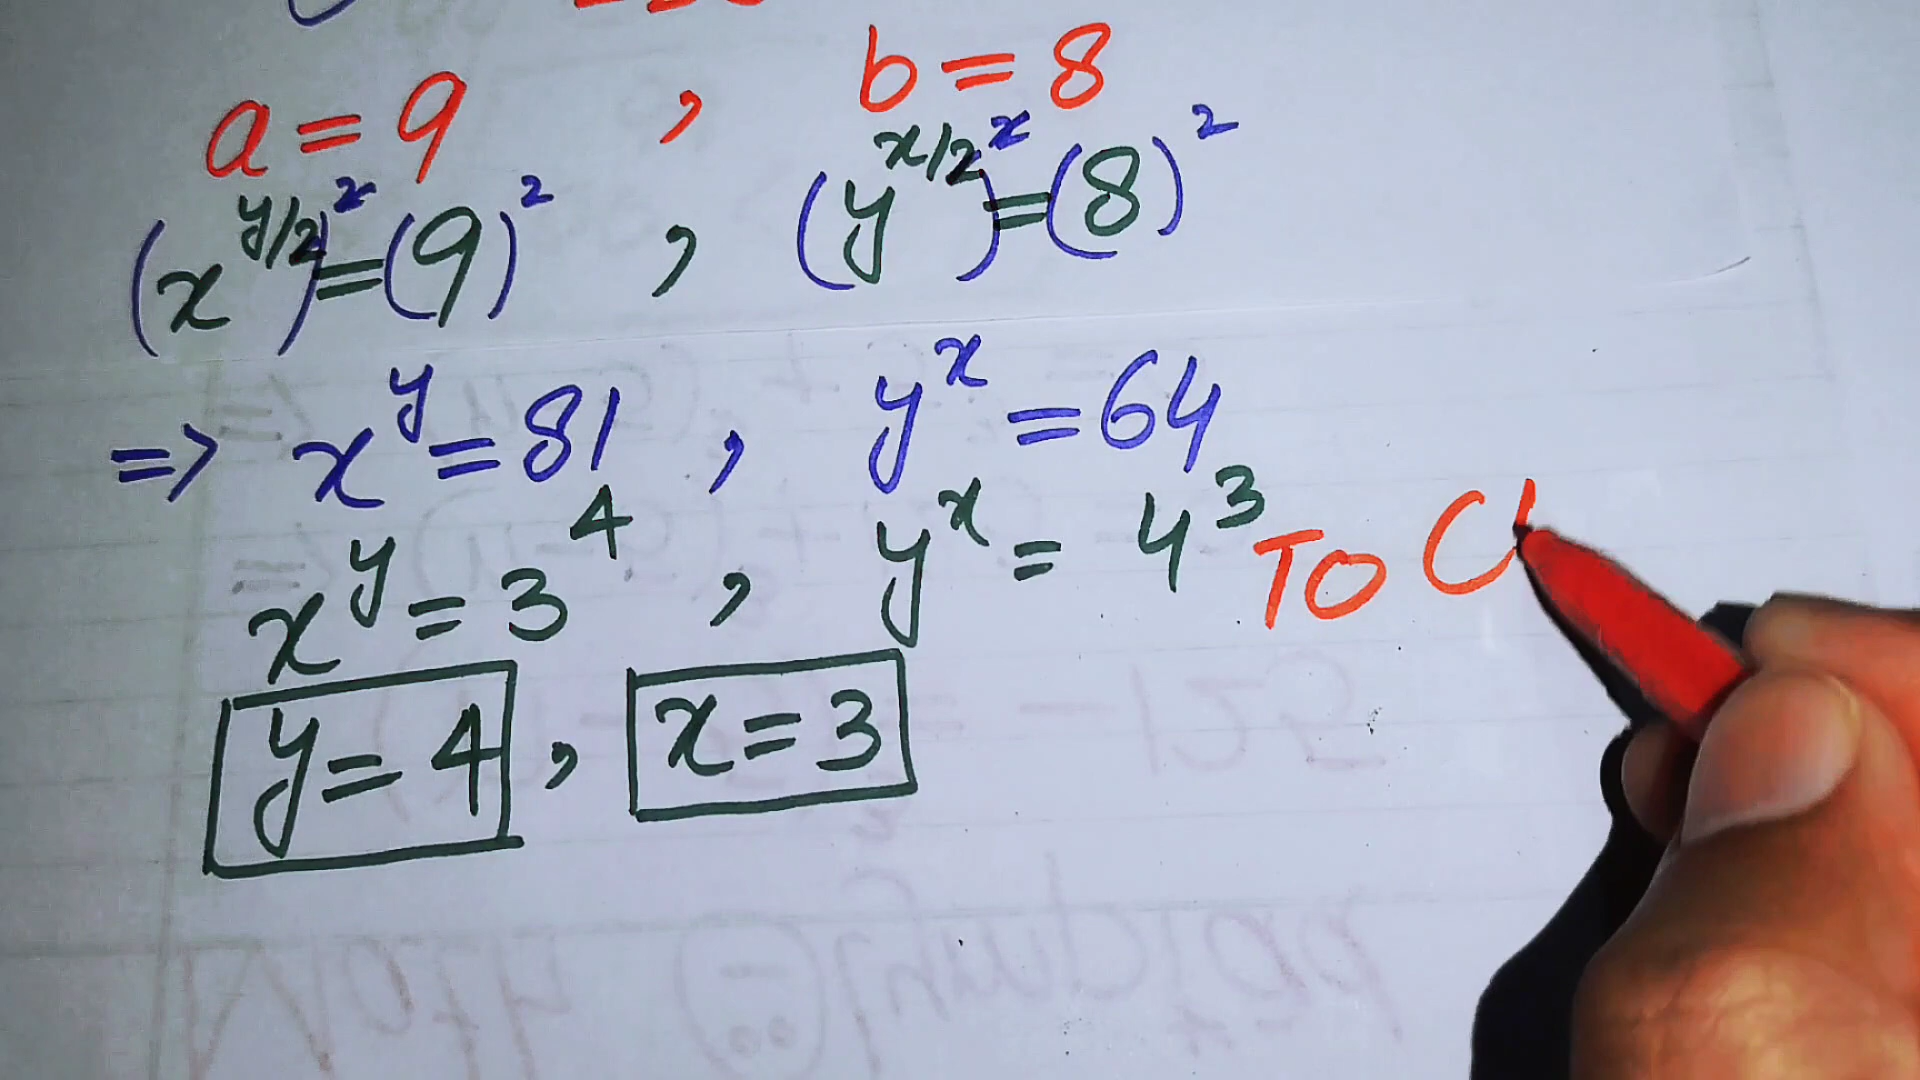 a = 9 , b = 8
(x^{y/2})^2 = (9)^2 , (y^{x/2})^2 = (8)^2
=> x^y = 81 , y^x = 64
x^y = 3^4 , y^x = 4^3 TO C
y = 4 , x = 3